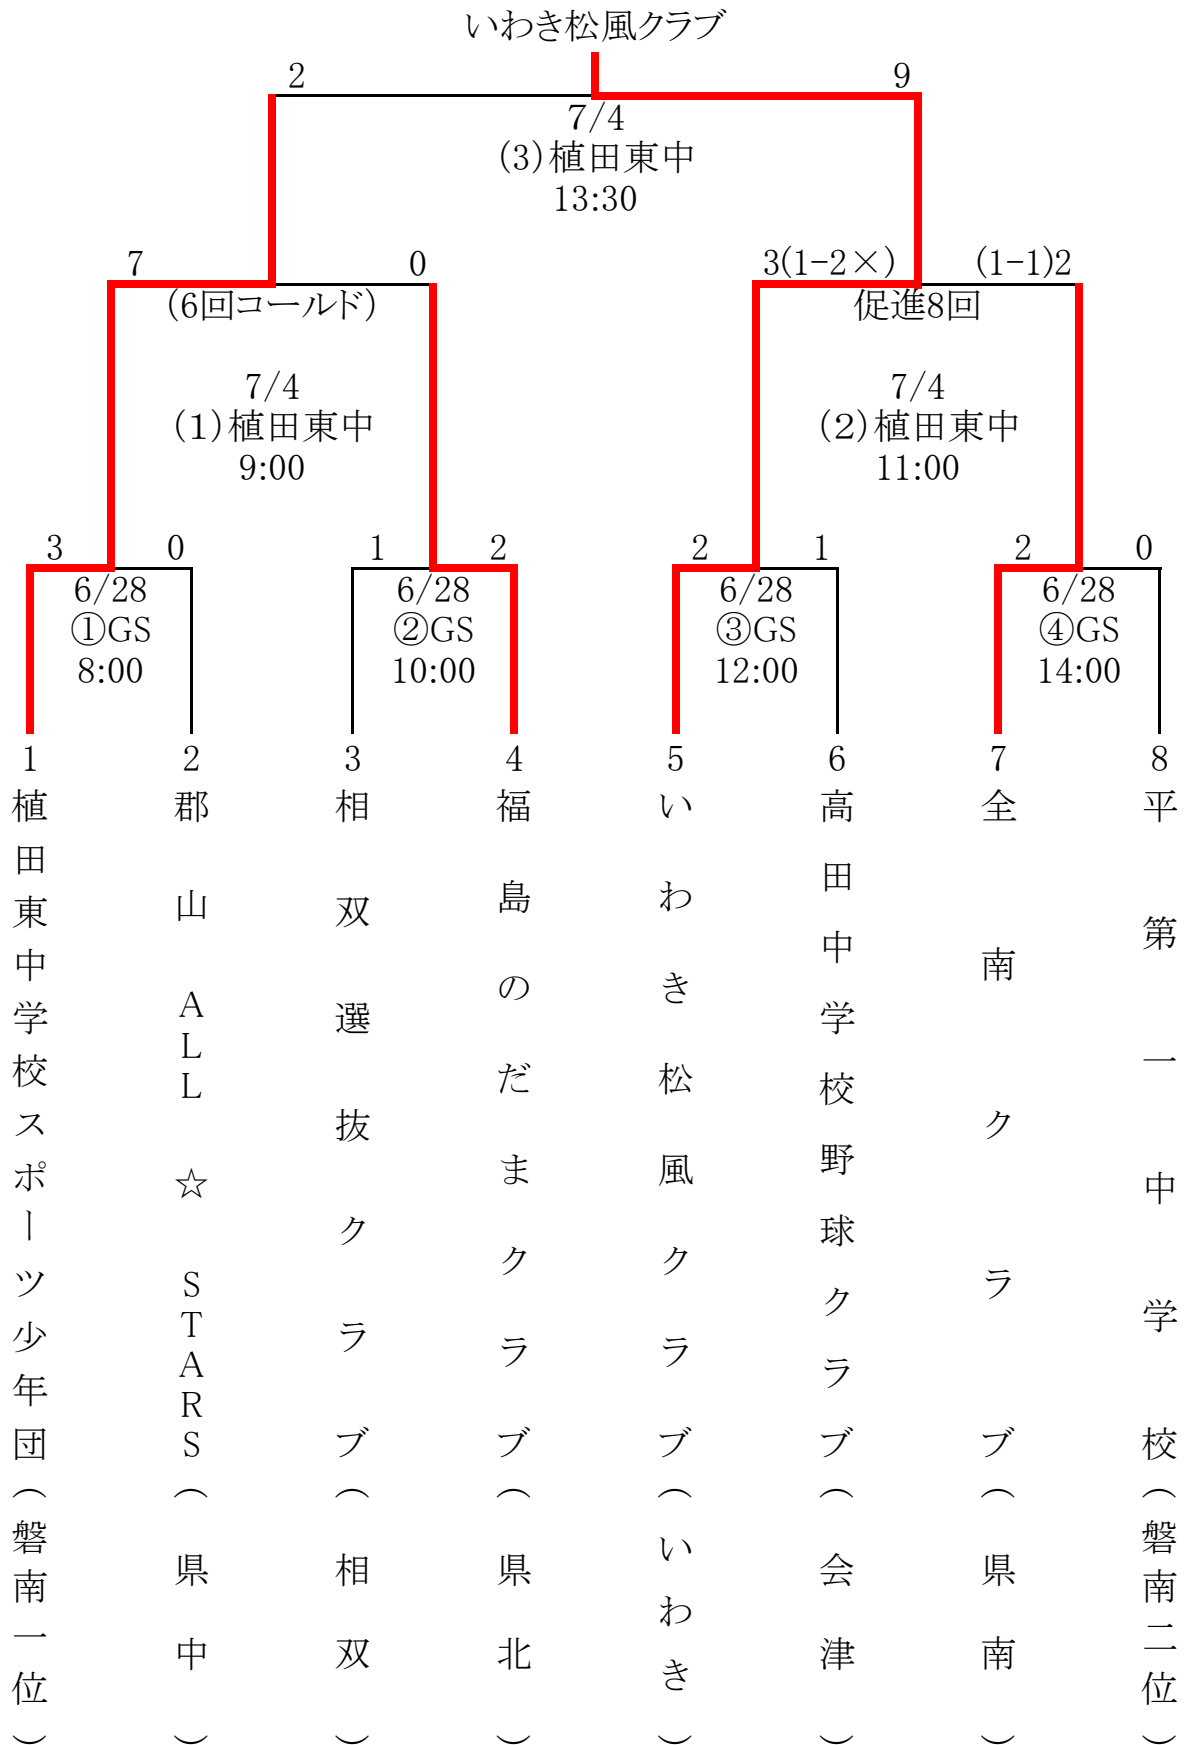 いわき松風クラブ
2 9
7/4
(3)植田東中
13:30
7 0 3(1-2×) (1-1)2
(6回コールド) 促進8回
7/4 7/4
(1)植田東中 (2)植田東中
9:00 11:00
3 0 1 2 2 1 2 0
6/28 6/28 6/28 6/28
①GS ②GS ③GS ④GS
8:00 10:00 12:00 14:00
1 2 3 4 5 6 7 8
植田東中学校スポーツ少年団(磐南一位)
郡山 ALL ☆ STARS(県中)
相双選抜クラブ(相双)
福島のだまクラブ(県北)
いわき松風クラブ(いわき)
高田中学校野球クラブ(会津)
全南クラブ(県南)
平第一中学校(磐南二位)